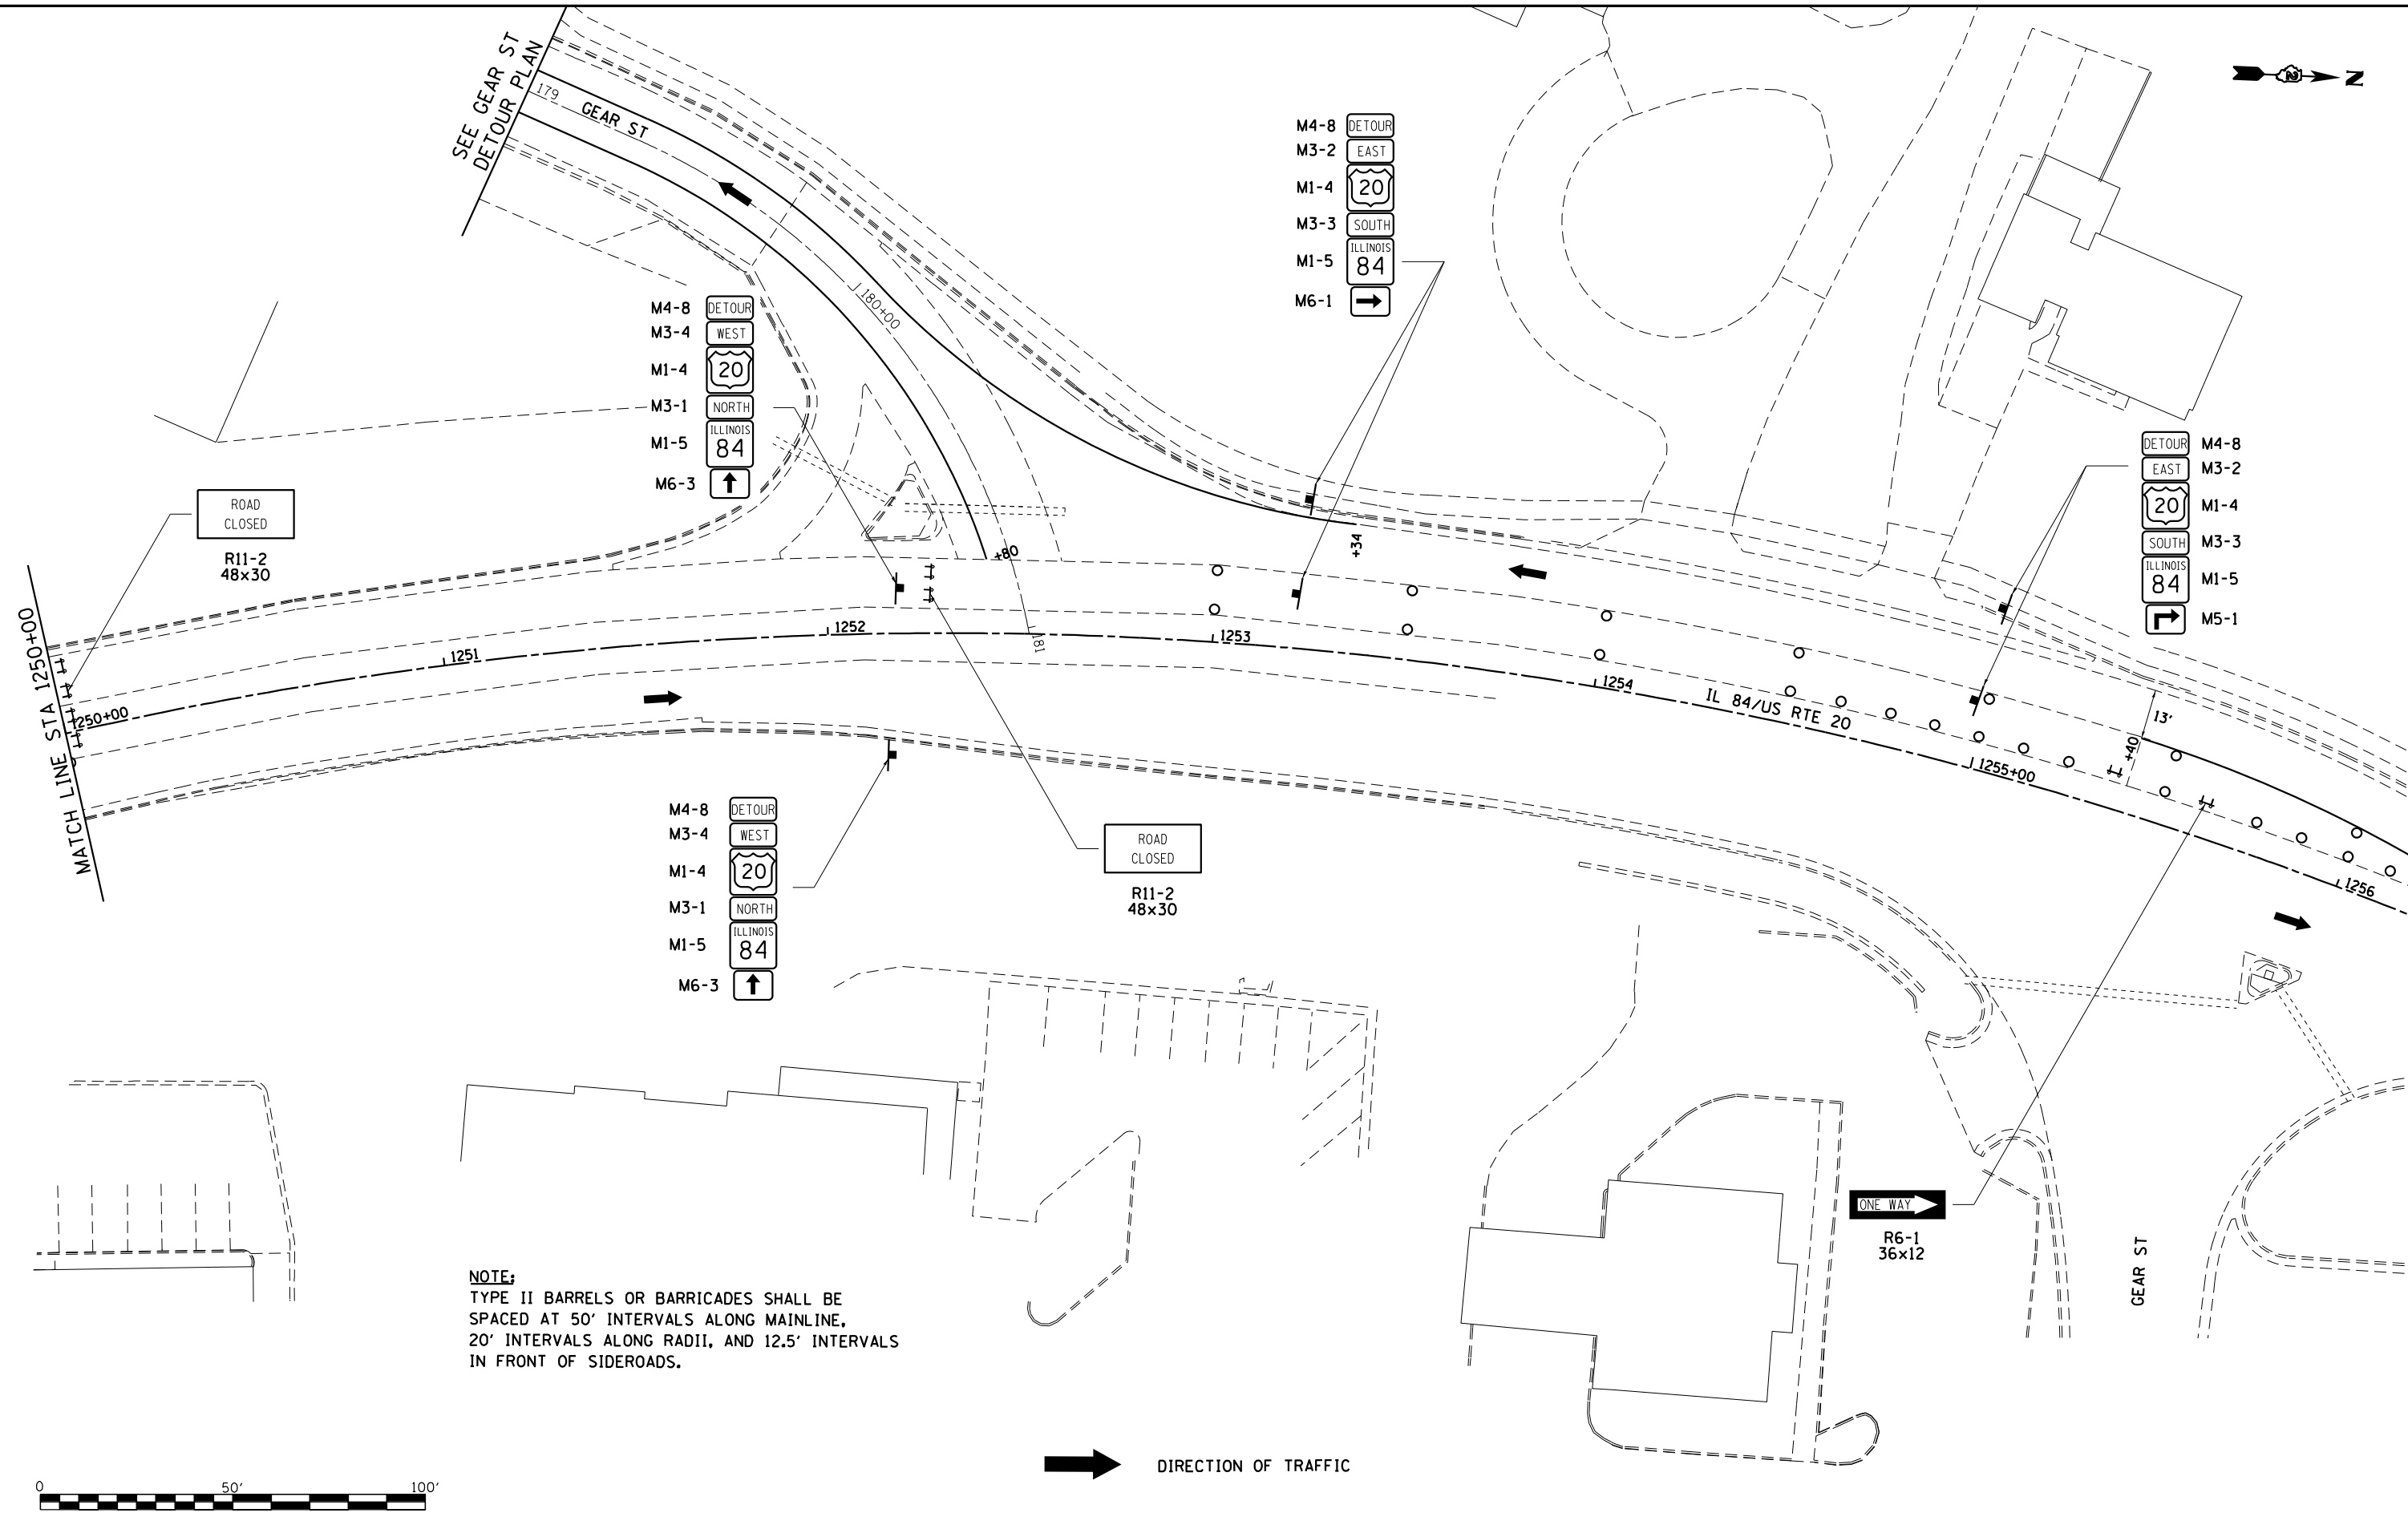 SEE GEAR ST
DETOUR PLAN
179
GEAR ST
180+00
181
N
M4-8 DETOUR
M3-2 EAST
M1-4 20
M3-3 SOUTH
M1-5 ILLINOIS 84
M6-1
M4-8 DETOUR
M3-4 WEST
M1-4 20
M3-1 NORTH
M1-5 ILLINOIS 84
M6-3
DETOUR M4-8
EAST M3-2
20 M1-4
SOUTH M3-3
ILLINOIS 84 M1-5
M5-1
ROAD
CLOSED
R11-2
48x30
MATCH LINE STA 1250+00
1250+00
1251
1252
1253
1254
1255+00
1256
+80
+34
+40
13'
IL 84/US RTE 20
M4-8 DETOUR
M3-4 WEST
M1-4 20
M3-1 NORTH
M1-5 ILLINOIS 84
M6-3
ROAD
CLOSED
R11-2
48x30
ONE WAY
R6-1
36x12
GEAR ST
NOTE:
TYPE II BARRELS OR BARRICADES SHALL BE
SPACED AT 50' INTERVALS ALONG MAINLINE,
20' INTERVALS ALONG RADII, AND 12.5' INTERVALS
IN FRONT OF SIDEROADS.
DIRECTION OF TRAFFIC
0 50' 100'